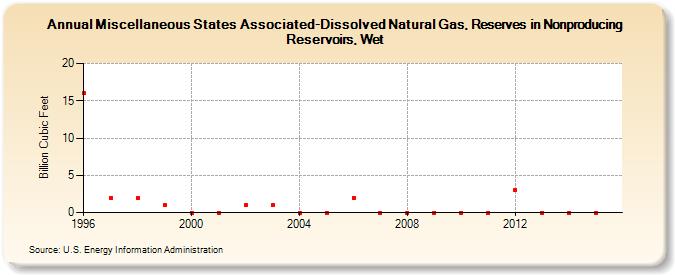 Annual Miscellaneous States Associated-Dissolved Natural Gas, Reserves in Nonproducing
Reservoirs, Wet
Billion Cubic Feet
20
15
10
5
0
1996 2000 2004 2008 2012
Source: U.S. Energy Information Administration